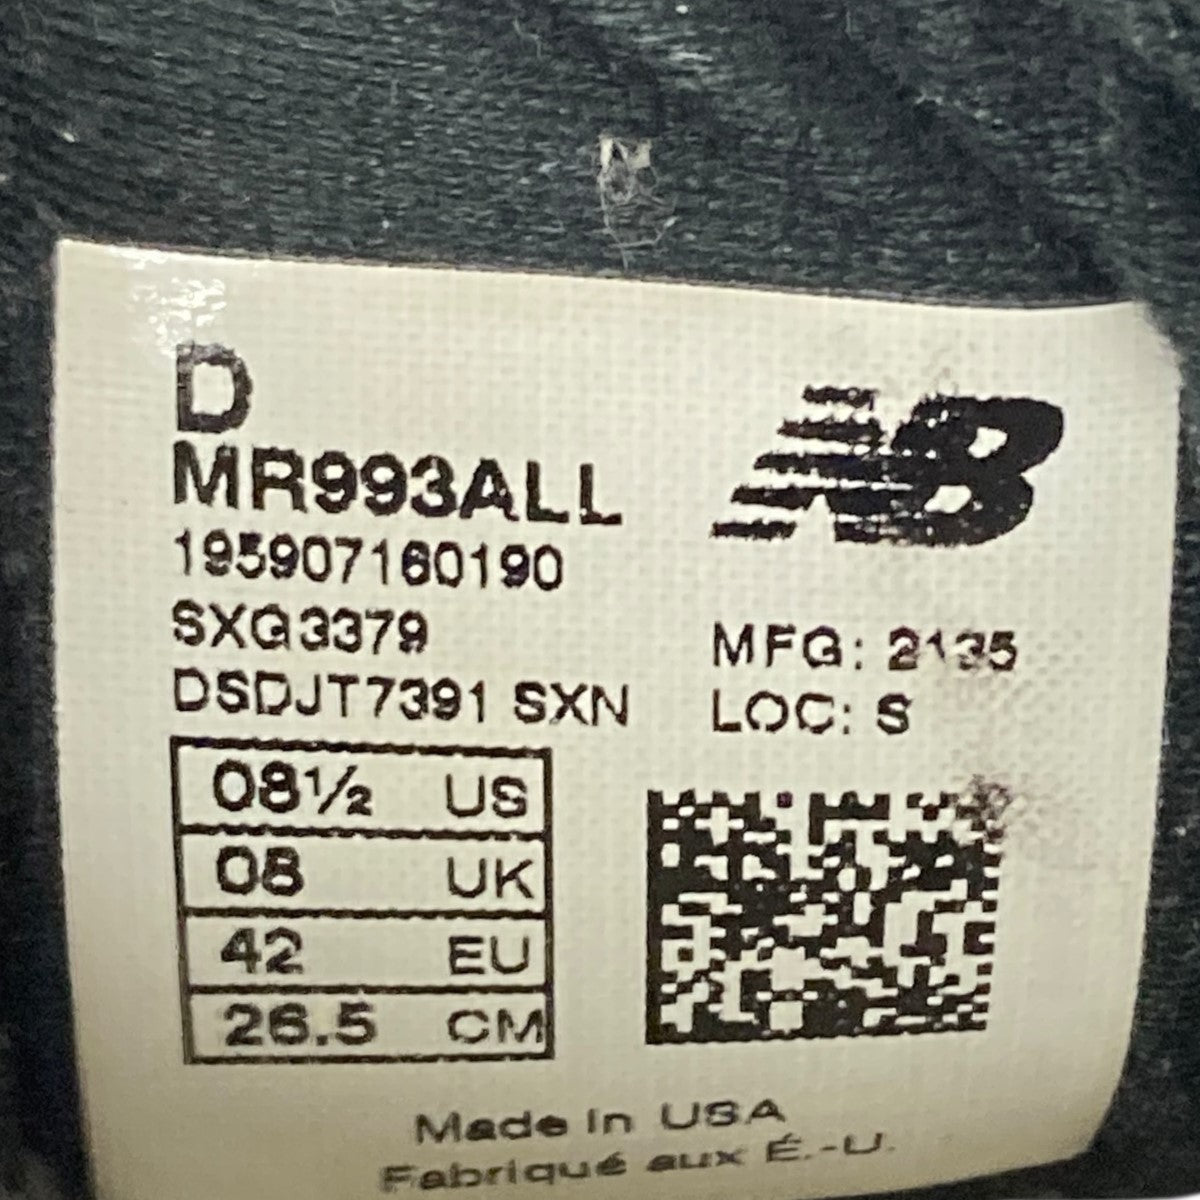 D
MR993ALL
195907160190
SXG3379
DSDJT7391 SXN
NB
MFG: 2135
LOC: S
08½ US
08 UK
42 EU
26.5 CM
Made in USA
Fabriqué aux É.-U.